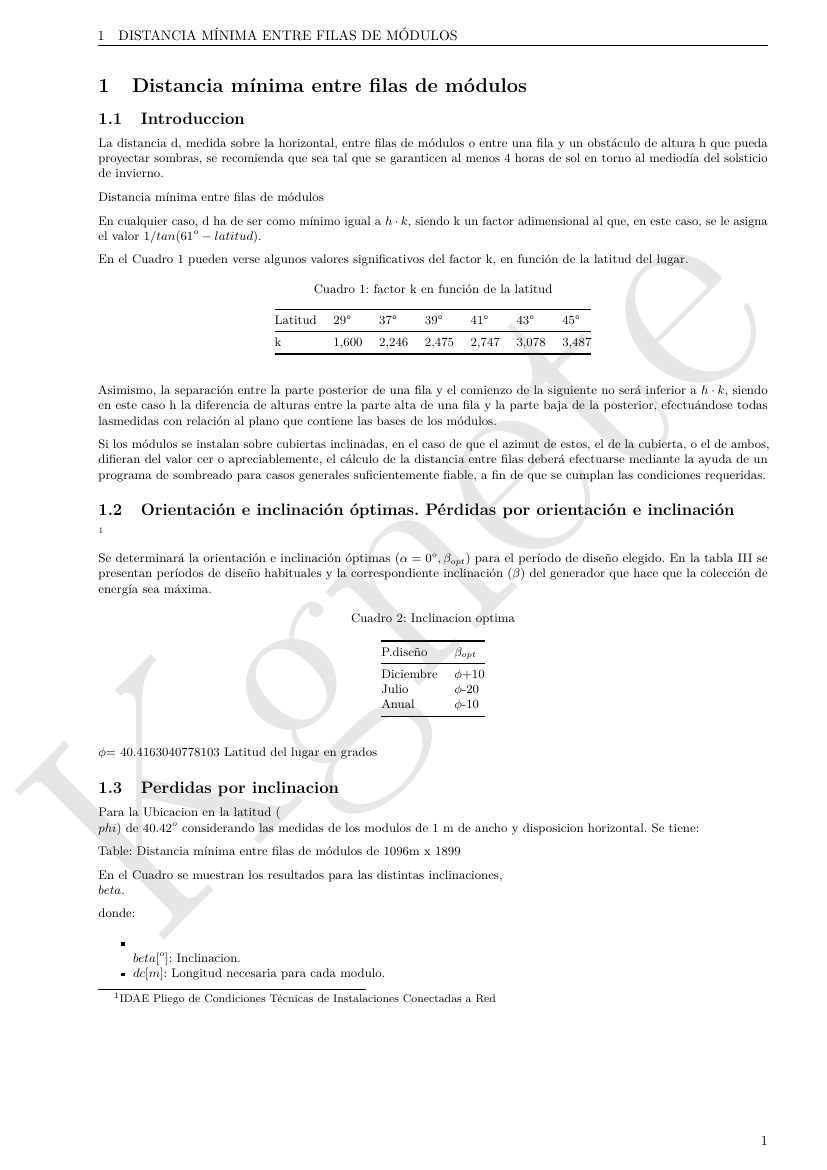 1 DISTANCIA MÍNIMA ENTRE FILAS DE MÓDULOS
1 Distancia mínima entre filas de módulos
1.1 Introduccion
La distancia d, medida sobre la horizontal, entre filas de módulos o entre una fila y un obstáculo de altura h que pueda
proyectar sombras, se recomienda que sea tal que se garanticen al menos 4 horas de sol en torno al mediodía del solsticio
de invierno.
Distancia mínima entre filas de módulos
En cualquier caso, d ha de ser como mínimo igual a h · k, siendo k un factor adimensional al que, en este caso, se le asigna
el valor 1/tan(61º − latitud).
En el Cuadro 1 pueden verse algunos valores significativos del factor k, en función de la latitud del lugar.
Cuadro 1: factor k en función de la latitud
Latitud 29° 37° 39° 41° 43° 45°
k 1,600 2,246 2,475 2,747 3,078 3,487
Asimismo, la separación entre la parte posterior de una fila y el comienzo de la siguiente no será inferior a h · k, siendo
en este caso h la diferencia de alturas entre la parte alta de una fila y la parte baja de la posterior, efectuándose todas
lasmedidas con relación al plano que contiene las bases de los módulos.
Si los módulos se instalan sobre cubiertas inclinadas, en el caso de que el azimut de estos, el de la cubierta, o el de ambos,
difieran del valor cer o apreciablemente, el cálculo de la distancia entre filas deberá efectuarse mediante la ayuda de un
programa de sombreado para casos generales suficientemente fiable, a fin de que se cumplan las condiciones requeridas.
1.2 Orientación e inclinación óptimas. Pérdidas por orientación e inclinación
1
Se determinará la orientación e inclinación óptimas (α = 0º, βopt) para el período de diseño elegido. En la tabla III se
presentan períodos de diseño habituales y la correspondiente inclinación (β) del generador que hace que la colección de
energía sea máxima.
Cuadro 2: Inclinacion optima
P.diseño βopt
Diciembre ϕ+10
Julio ϕ-20
Anual ϕ-10
ϕ= 40.4163040778103 Latitud del lugar en grados
1.3 Perdidas por inclinacion
Para la Ubicacion en la latitud (
phi) de 40.42º considerando las medidas de los modulos de 1 m de ancho y disposicion horizontal. Se tiene:
Table: Distancia mínima entre filas de módulos de 1096m x 1899
En el Cuadro se muestran los resultados para las distintas inclinaciones,
beta.
donde:
▪
beta[º]: Inclinacion.
▪ dc[m]: Longitud necesaria para cada modulo.
1IDAE Pliego de Condiciones Técnicas de Instalaciones Conectadas a Red
1
Kgnete